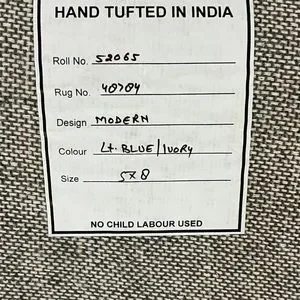 HAND TUFTED IN INDIA
Roll No. 52065
Rug No. 40704
Design MODERN
Colour Lt. BLUE/IVORY
Size 5x8
NO CHILD LABOUR USED